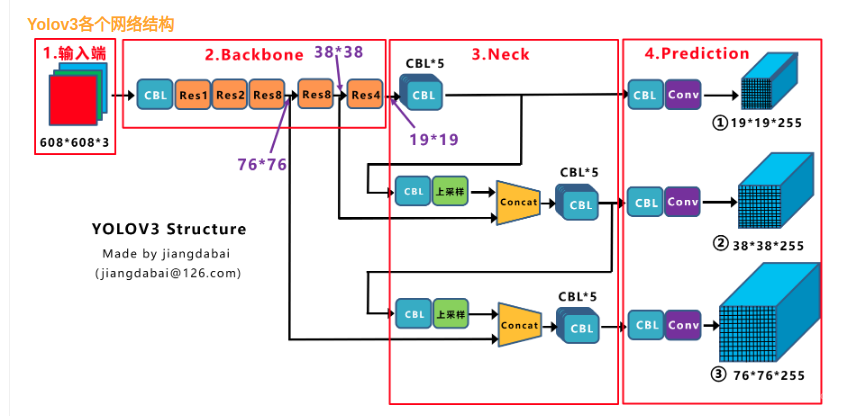 Yolov3各个网络结构
1.输入端
2.Backbone
38*38
3.Neck
4.Prediction
CBL*5
CBL
Res1
Res2
Res8
Res8
Res4
CBL
CBL
Conv
①19*19*255
608*608*3
76*76
19*19
CBL*5
CBL
上采样
Concat
CBL
CBL
Conv
②38*38*255
YOLOV3 Structure
Made by jiangdabai
(jiangdabai@126.com)
CBL*5
CBL
上采样
Concat
CBL
CBL
Conv
③ 76*76*255